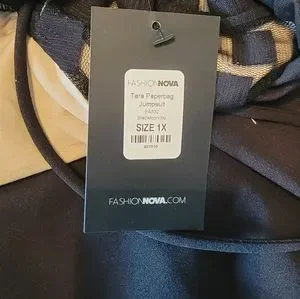 FASHIONNOVA
Tara Paperbag
Jumpsuit
SIZE 1X
FASHIONNOVA.COM